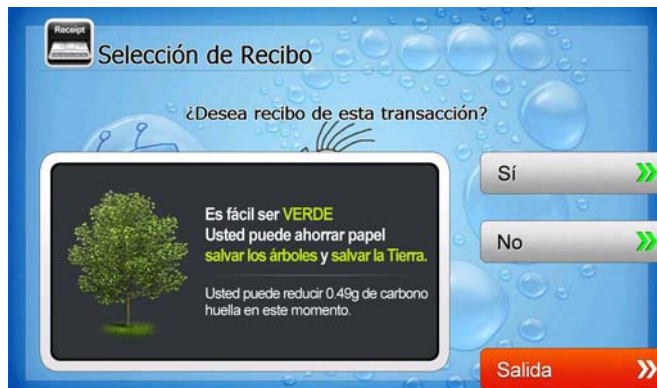 Receipt
Selección de Recibo
¿Desea recibo de esta transacción?
Es fácil ser VERDE
Usted puede ahorrar papel
salvar los árboles y salvar la Tierra.
Usted puede reducir 0.49g de carbono
huella en este momento.
Sí
No
Salida